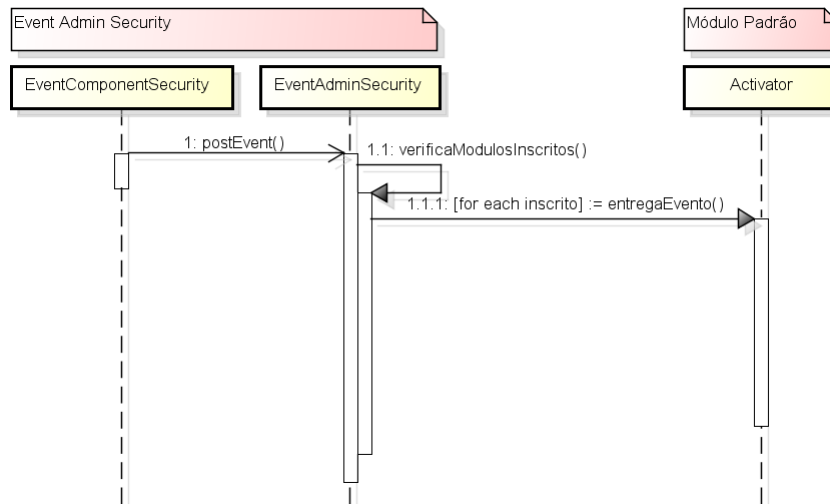 Event Admin Security
Módulo Padrão
EventComponentSecurity
EventAdminSecurity
Activator
1: postEvent()
1.1: verificaModulosInscritos()
1.1.1: [for each inscrito] := entregaEvento()